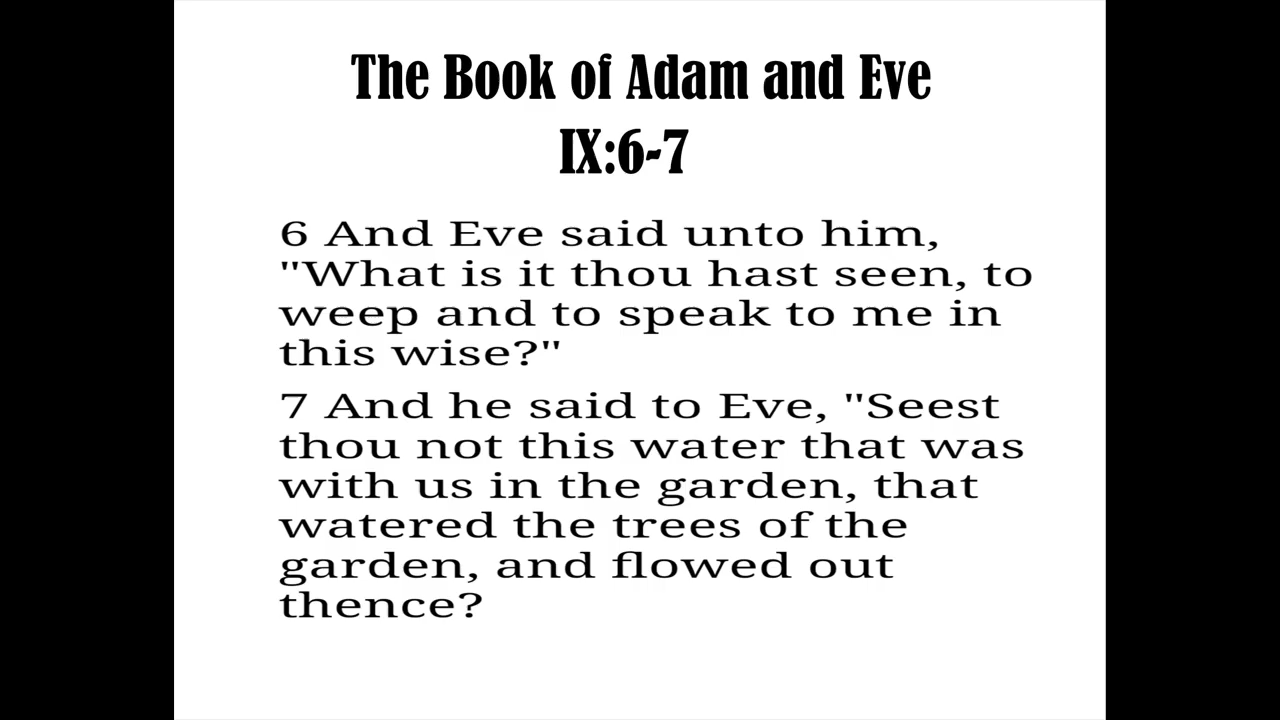 The Book of Adam and Eve
IX:6-7
6 And Eve said unto him,
"What is it thou hast seen, to
weep and to speak to me in
this wise?"
7 And he said to Eve, "Seest
thou not this water that was
with us in the garden, that
watered the trees of the
garden, and flowed out
thence?